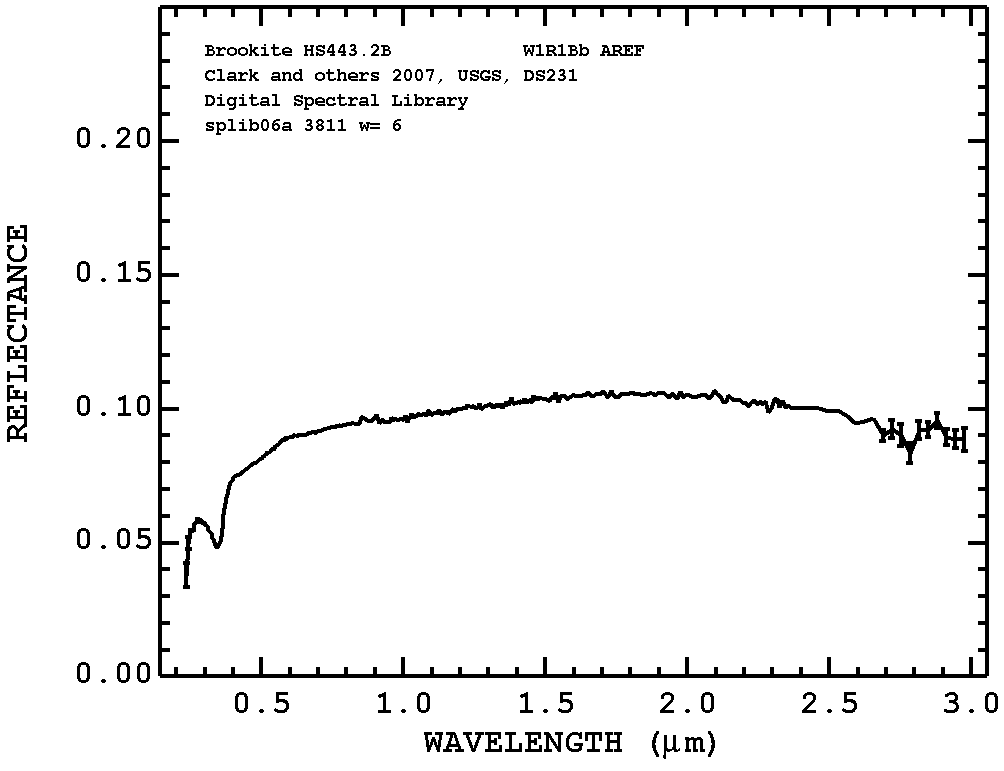 Brookite HS443.2B W1R1Bb AREF
Clark and others 2007, USGS, DS231
Digital Spectral Library
splib06a 3811 w= 6
0.20
0.15
0.10
0.05
0.00
REFLECTANCE
0.5 1.0 1.5 2.0 2.5 3.0
WAVELENGTH (μm)